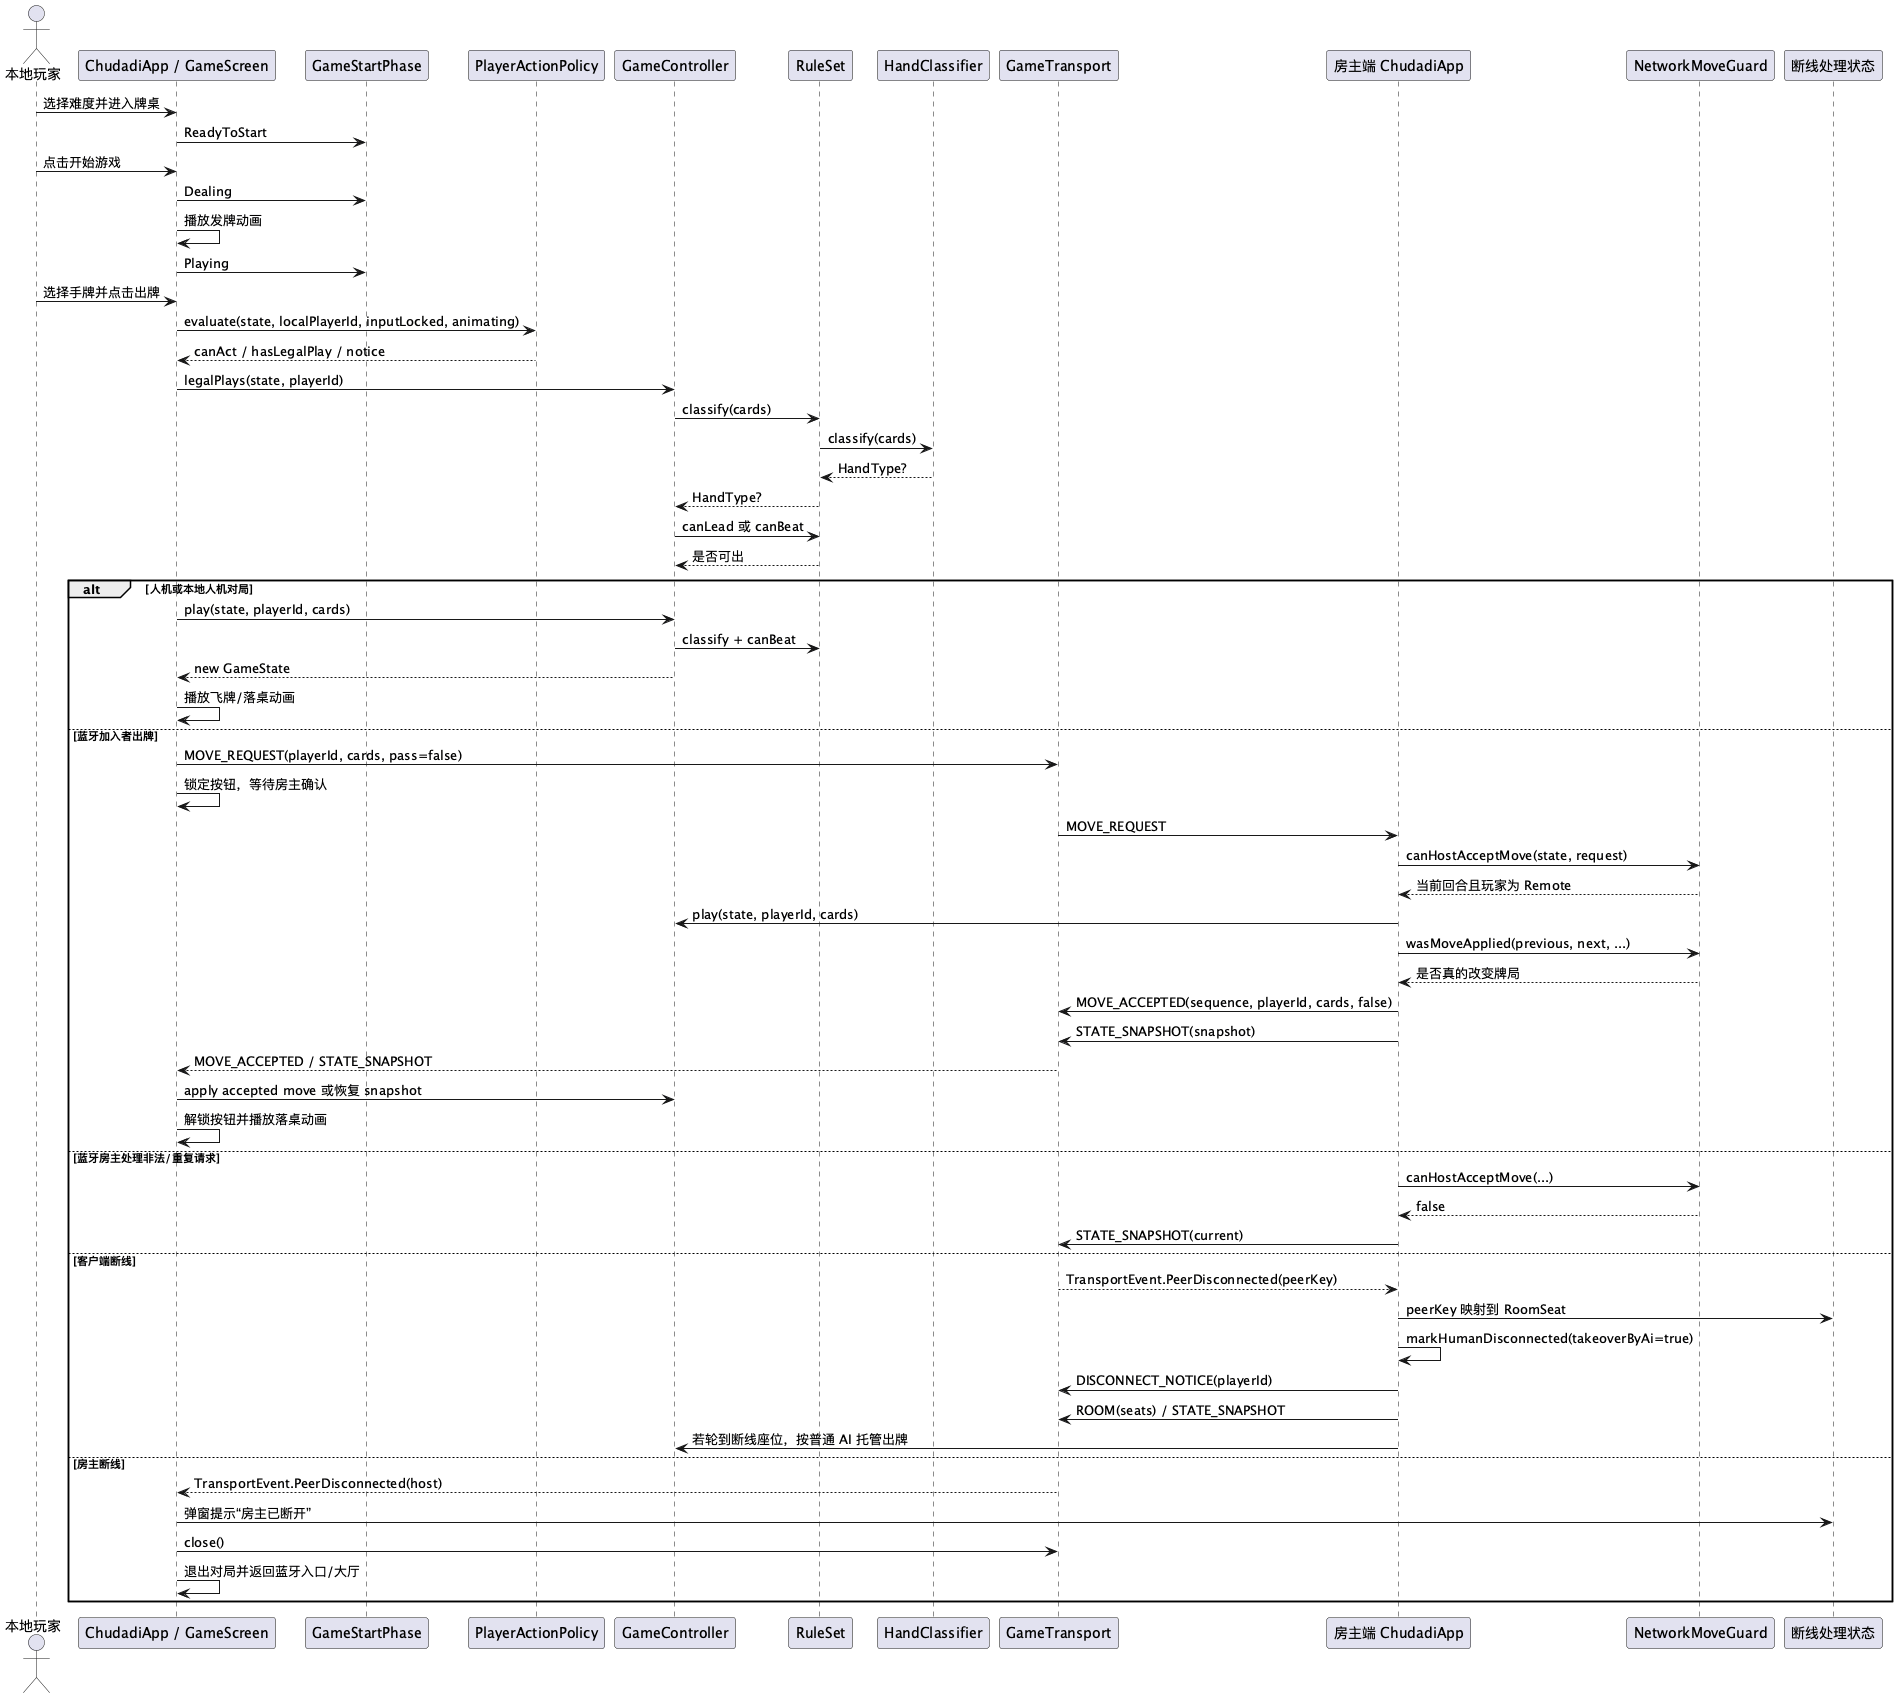 本地玩家
ChudadiApp / GameScreen
GameStartPhase
PlayerActionPolicy
GameController
RuleSet
HandClassifier
GameTransport
房主端 ChudadiApp
NetworkMoveGuard
断线处理状态
选择难度并进入牌桌
ReadyToStart
点击开始游戏
Dealing
播放发牌动画
Playing
选择手牌并点击出牌
evaluate(state, localPlayerId, inputLocked, animating)
canAct / hasLegalPlay / notice
legalPlays(state, playerId)
classify(cards)
classify(cards)
HandType?
HandType?
canLead 或 canBeat
是否可出
alt
[人机或本地人机对局]
play(state, playerId, cards)
classify + canBeat
new GameState
播放飞牌/落桌动画
[蓝牙加入者出牌]
MOVE_REQUEST(playerId, cards, pass=false)
锁定按钮，等待房主确认
MOVE_REQUEST
canHostAcceptMove(state, request)
当前回合且玩家为 Remote
play(state, playerId, cards)
wasMoveApplied(previous, next, ...)
是否真的改变牌局
MOVE_ACCEPTED(sequence, playerId, cards, false)
STATE_SNAPSHOT(snapshot)
MOVE_ACCEPTED / STATE_SNAPSHOT
apply accepted move 或恢复 snapshot
解锁按钮并播放落桌动画
[蓝牙房主处理非法/重复请求]
canHostAcceptMove(...)
false
STATE_SNAPSHOT(current)
[客户端断线]
TransportEvent.PeerDisconnected(peerKey)
peerKey 映射到 RoomSeat
markHumanDisconnected(takeoverByAi=true)
DISCONNECT_NOTICE(playerId)
ROOM(seats) / STATE_SNAPSHOT
若轮到断线座位，按普通 AI 托管出牌
[房主断线]
TransportEvent.PeerDisconnected(host)
弹窗提示“房主已断开”
close()
退出对局并返回蓝牙入口/大厅
本地玩家
ChudadiApp / GameScreen
GameStartPhase
PlayerActionPolicy
GameController
RuleSet
HandClassifier
GameTransport
房主端 ChudadiApp
NetworkMoveGuard
断线处理状态